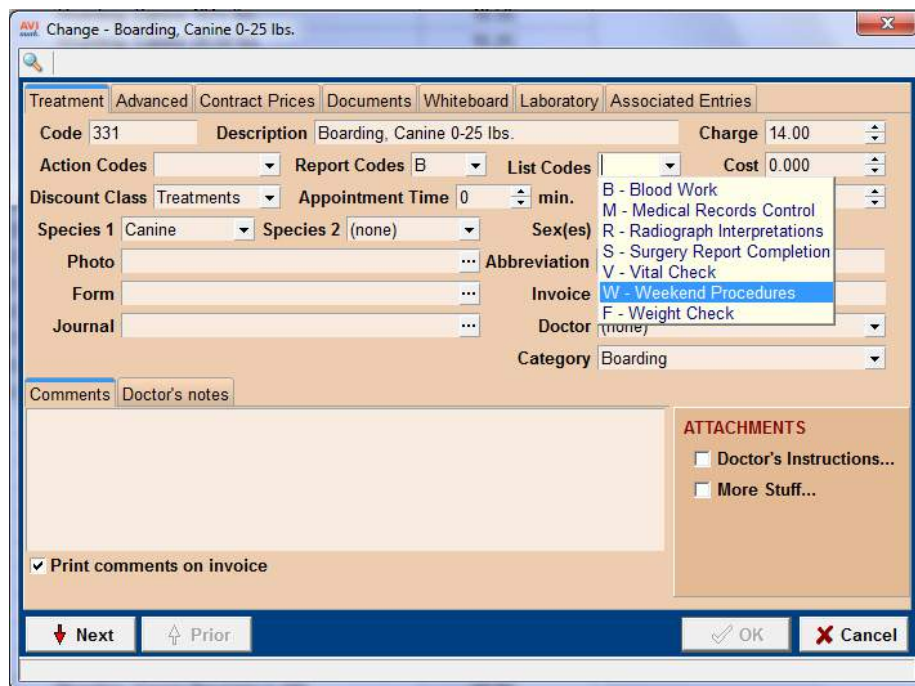 AVI mark Change - Boarding, Canine 0-25 lbs. X
Treatment Advanced Contract Prices Documents Whiteboard Laboratory Associated Entries
Code 331 Description Boarding, Canine 0-25 lbs. Charge 14.00
Action Codes Report Codes B List Codes Cost 0.000
Discount Class Treatments Appointment Time 0 min.
Species 1 Canine Species 2 (none) Sex(es)
B - Blood Work
M - Medical Records Control
R - Radiograph Interpretations
S - Surgery Report Completion
V - Vital Check
W - Weekend Procedures
F - Weight Check
Photo ... Abbreviation
Form ... Invoice
Journal ... Doctor (none)
Category Boarding
Comments Doctor's notes
ATTACHMENTS
Doctor's Instructions...
More Stuff...
Print comments on invoice
Next Prior OK Cancel